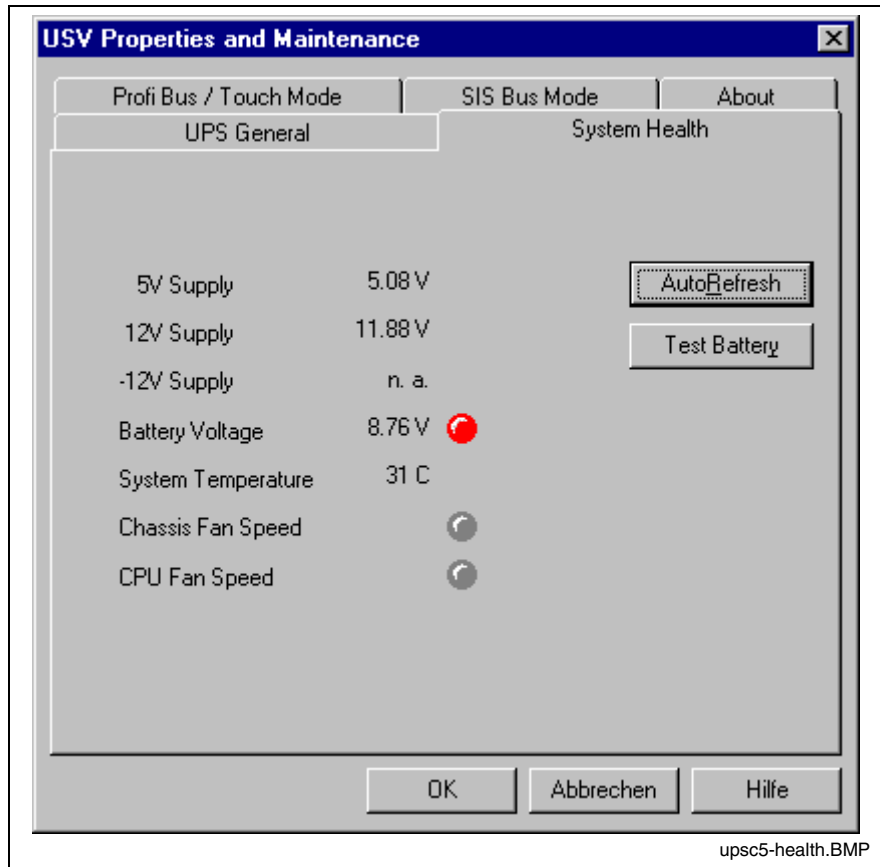 USV Properties and Maintenance
Profi Bus / Touch Mode SIS Bus Mode About
UPS General System Health
5V Supply 5.08 V AutoRefresh
12V Supply 11.88 V Test Battery
-12V Supply n. a.
Battery Voltage 8.76 V
System Temperature 31 C
Chassis Fan Speed
CPU Fan Speed
OK Abbrechen Hilfe
upsc5-health.BMP